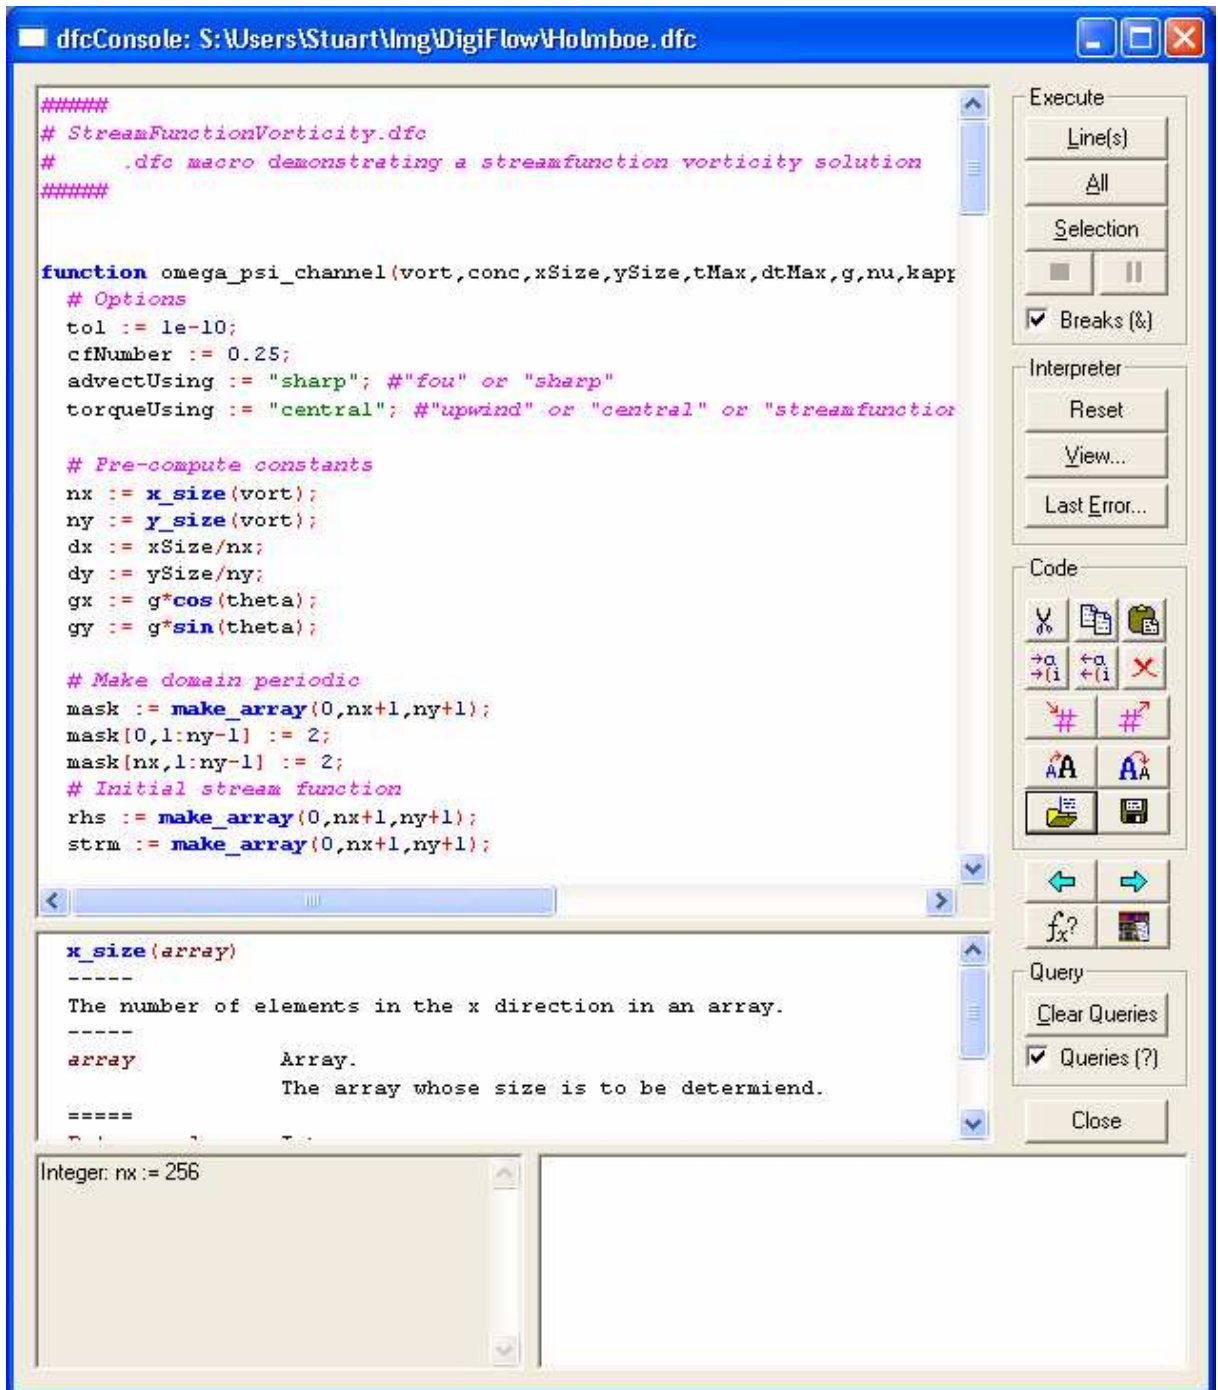 dfcConsole: S:\Users\Stuart\Img\DigiFlow\Holmboe.dfc
#####
# StreamFunctionVorticity.dfc
#     .dfc macro demonstrating a streamfunction vorticity solution
#####
function omega_psi_channel(vort,conc,xSize,ySize,tMax,dtMax,g,nu,kapp
# Options
tol := 1e-10;
cfNumber := 0.25;
advectUsing := "sharp"; #"fou" or "sharp"
torqueUsing := "central"; #"upwind" or "central" or "streamfunction
# Pre-compute constants
nx := x_size(vort);
ny := y_size(vort);
dx := xSize/nx;
dy := ySize/ny;
gx := g*cos(theta);
gy := g*sin(theta);
# Make domain periodic
mask := make_array(0,nx+1,ny+1);
mask[0,1:ny-1] := 2;
mask[nx,1:ny-1] := 2;
# Initial stream function
rhs := make_array(0,nx+1,ny+1);
strm := make_array(0,nx+1,ny+1);
x_size(array)
-----
The number of elements in the x direction in an array.
-----
array Array.
The array whose size is to be determiend.
=====
Integer: nx := 256
Execute
Line(s)
All
Selection
Breaks (&)
Interpreter
Reset
View...
Last Error...
Code
fx?
Query
Clear Queries
Queries (?)
Close